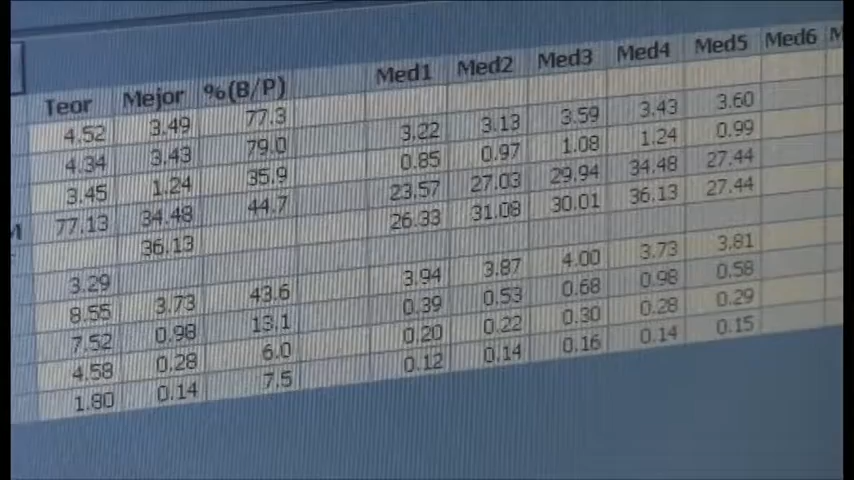 Teor Mejor %(B/P) Med1 Med2 Med3 Med4 Med5 Med6
4.52 3.49 77.3
4.34 3.43 79.0 3.22 3.13 3.59 3.43 3.60
3.45 1.24 35.9 0.85 0.97 1.08 1.24 0.99
77.13 34.48 44.7 23.57 27.03 29.94 34.48 27.44
36.13 26.33 31.08 30.01 36.13 27.44
3.29
8.55 3.73 43.6 3.94 3.87 4.00 3.73 3.81
7.52 0.98 13.1 0.39 0.53 0.68 0.98 0.58
4.58 0.28 6.0 0.20 0.22 0.30 0.28 0.29
1.80 0.14 7.5 0.12 0.14 0.16 0.14 0.15